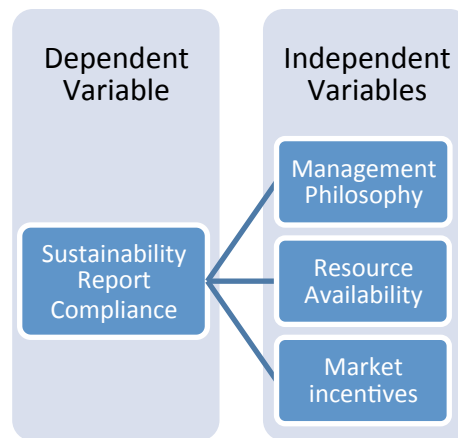 Dependent
Variable
Sustainability
Report
Compliance
Independent
Variables
Management
Philosophy
Resource
Availability
Market
incentives